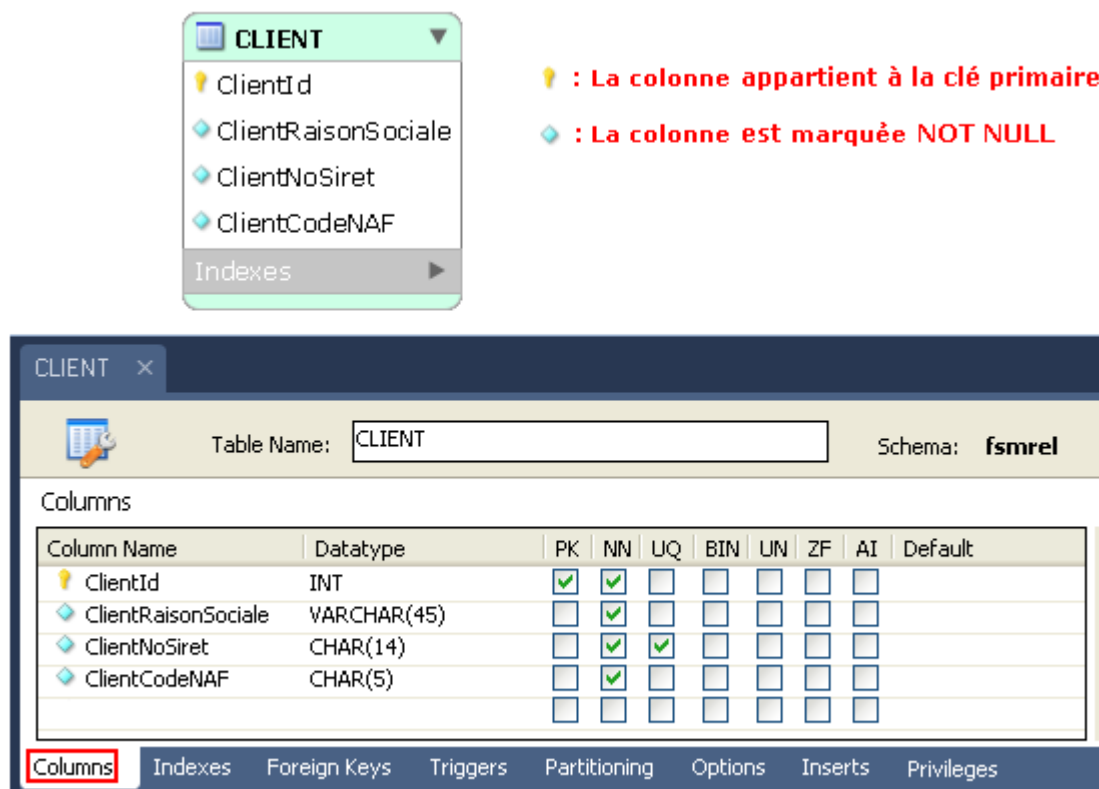 CLIENT
ClientId
ClientRaisonSociale
ClientNoSiret
ClientCodeNAF
Indexes
: La colonne appartient à la clé primaire
: La colonne est marquée NOT NULL
CLIENT ×
Table Name: CLIENT Schema: fsmrel
Columns
Column Name Datatype PK NN UQ BIN UN ZF AI Default
ClientId INT
ClientRaisonSociale VARCHAR(45)
ClientNoSiret CHAR(14)
ClientCodeNAF CHAR(5)
Columns Indexes Foreign Keys Triggers Partitioning Options Inserts Privileges